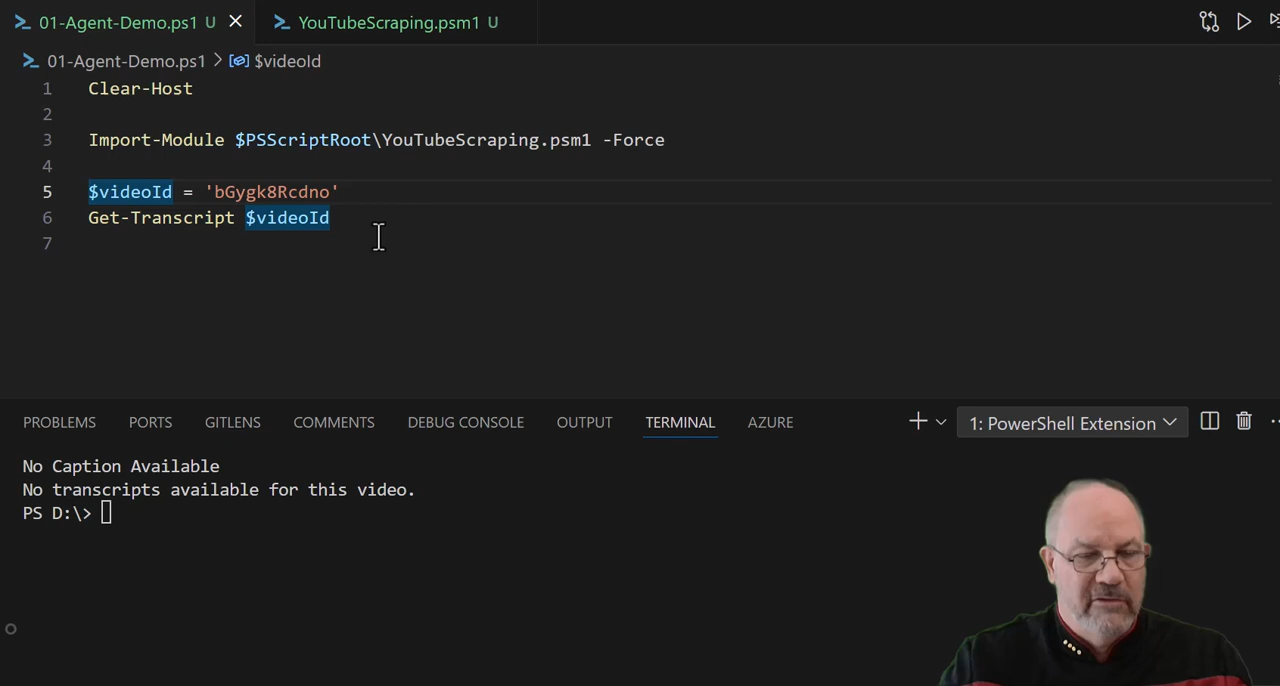 01-Agent-Demo.ps1 U
YouTubeScraping.psm1 U
01-Agent-Demo.ps1 > $videoId
1 Clear-Host
2
3 Import-Module $PSScriptRoot\YouTubeScraping.psm1 -Force
4
5 $videoId = 'bGygk8Rcdno'
6 Get-Transcript $videoId
7
PROBLEMS PORTS GITLENS COMMENTS DEBUG CONSOLE OUTPUT TERMINAL AZURE
1: PowerShell Extension
No Caption Available
No transcripts available for this video.
PS D:\>